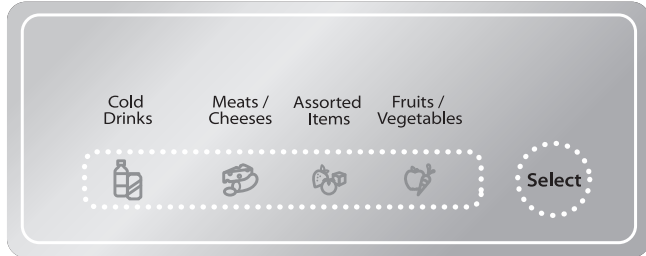 Cold
Drinks
Meats /
Cheeses
Assorted
Items
Fruits /
Vegetables
Select